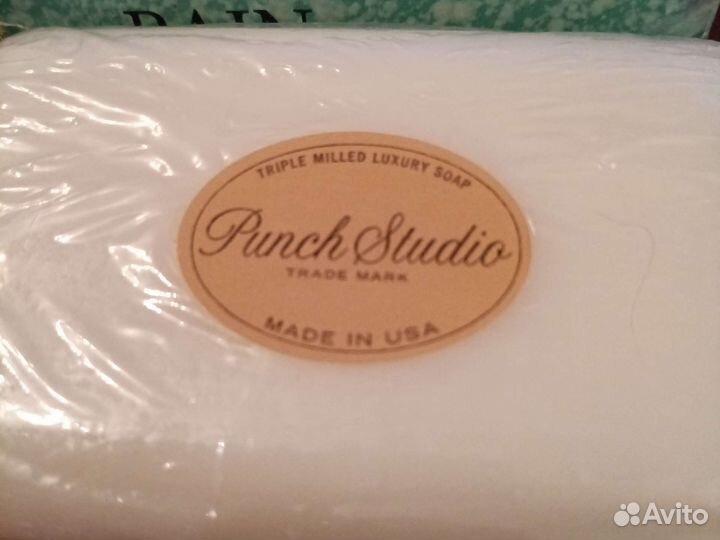 TRIPLE MILLED LUXURY SOAP
Punch Studio
TRADE MARK
MADE IN USA
Avito